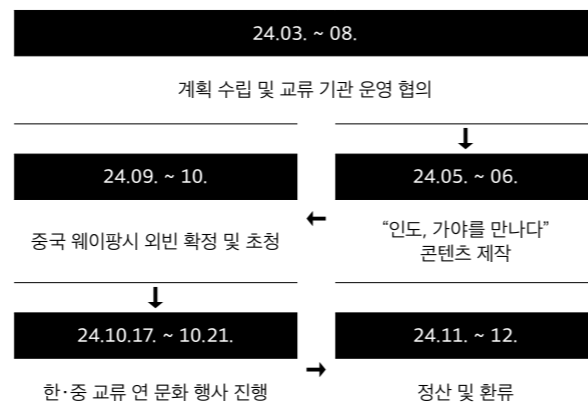 24.03. ~ 08.
계획 수립 및 교류 기관 운영 협의
24.05. ~ 06.
“인도, 가야를 만나다”
콘텐츠 제작
24.09. ~ 10.
중국 웨이팡시 외빈 확정 및 초청
24.10.17. ~ 10.21.
한·중 교류 연 문화 행사 진행
24.11. ~ 12.
정산 및 환류